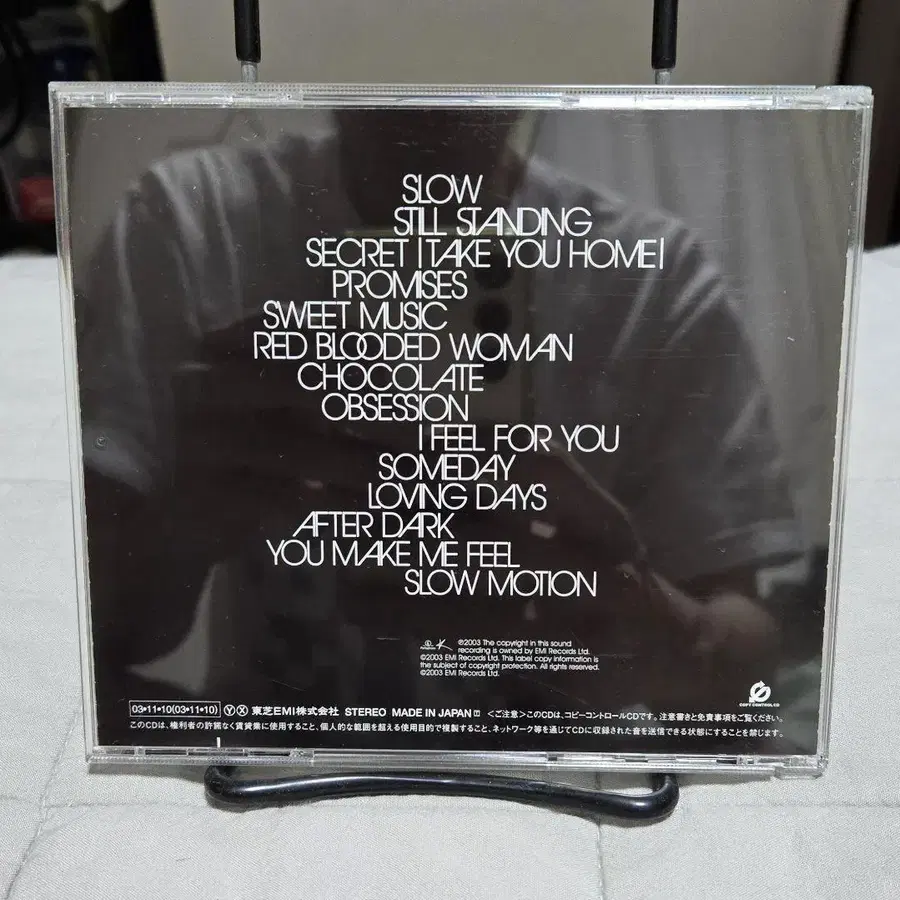 SLOW
STILL STANDING
SECRET |TAKE YOU HOME|
PROMISES
SWEET MUSIC
RED BLOODED WOMAN
CHOCOLATE
OBSESSION
I FEEL FOR YOU
SOMEDAY
LOVING DAYS
AFTER DARK
YOU MAKE ME FEEL
SLOW MOTION
K ℗2003 The copyright in this sound
recording is owned by EMI Records Ltd.
©2003 EMI Records Ltd. This label copy information is
the subject of copyright protection. All rights reserved.
©2003 EMI Records Ltd.
COPY CONTROL CD
03•11•10(03•11•10) Ⓨ Ⓧ 東芝EMI株式会社 STEREO MADE IN JAPAN <ご注意>このCDは、コピーコントロールCDです。注意書きと免責事項をご覧ください。
このCDは、権利者の許諾なく賃貸業に使用すること、個人的な範囲を超える使用目的で複製すること、ネットワーク等を通じてCDに収録された音を送信できる状態にすることを禁じます。